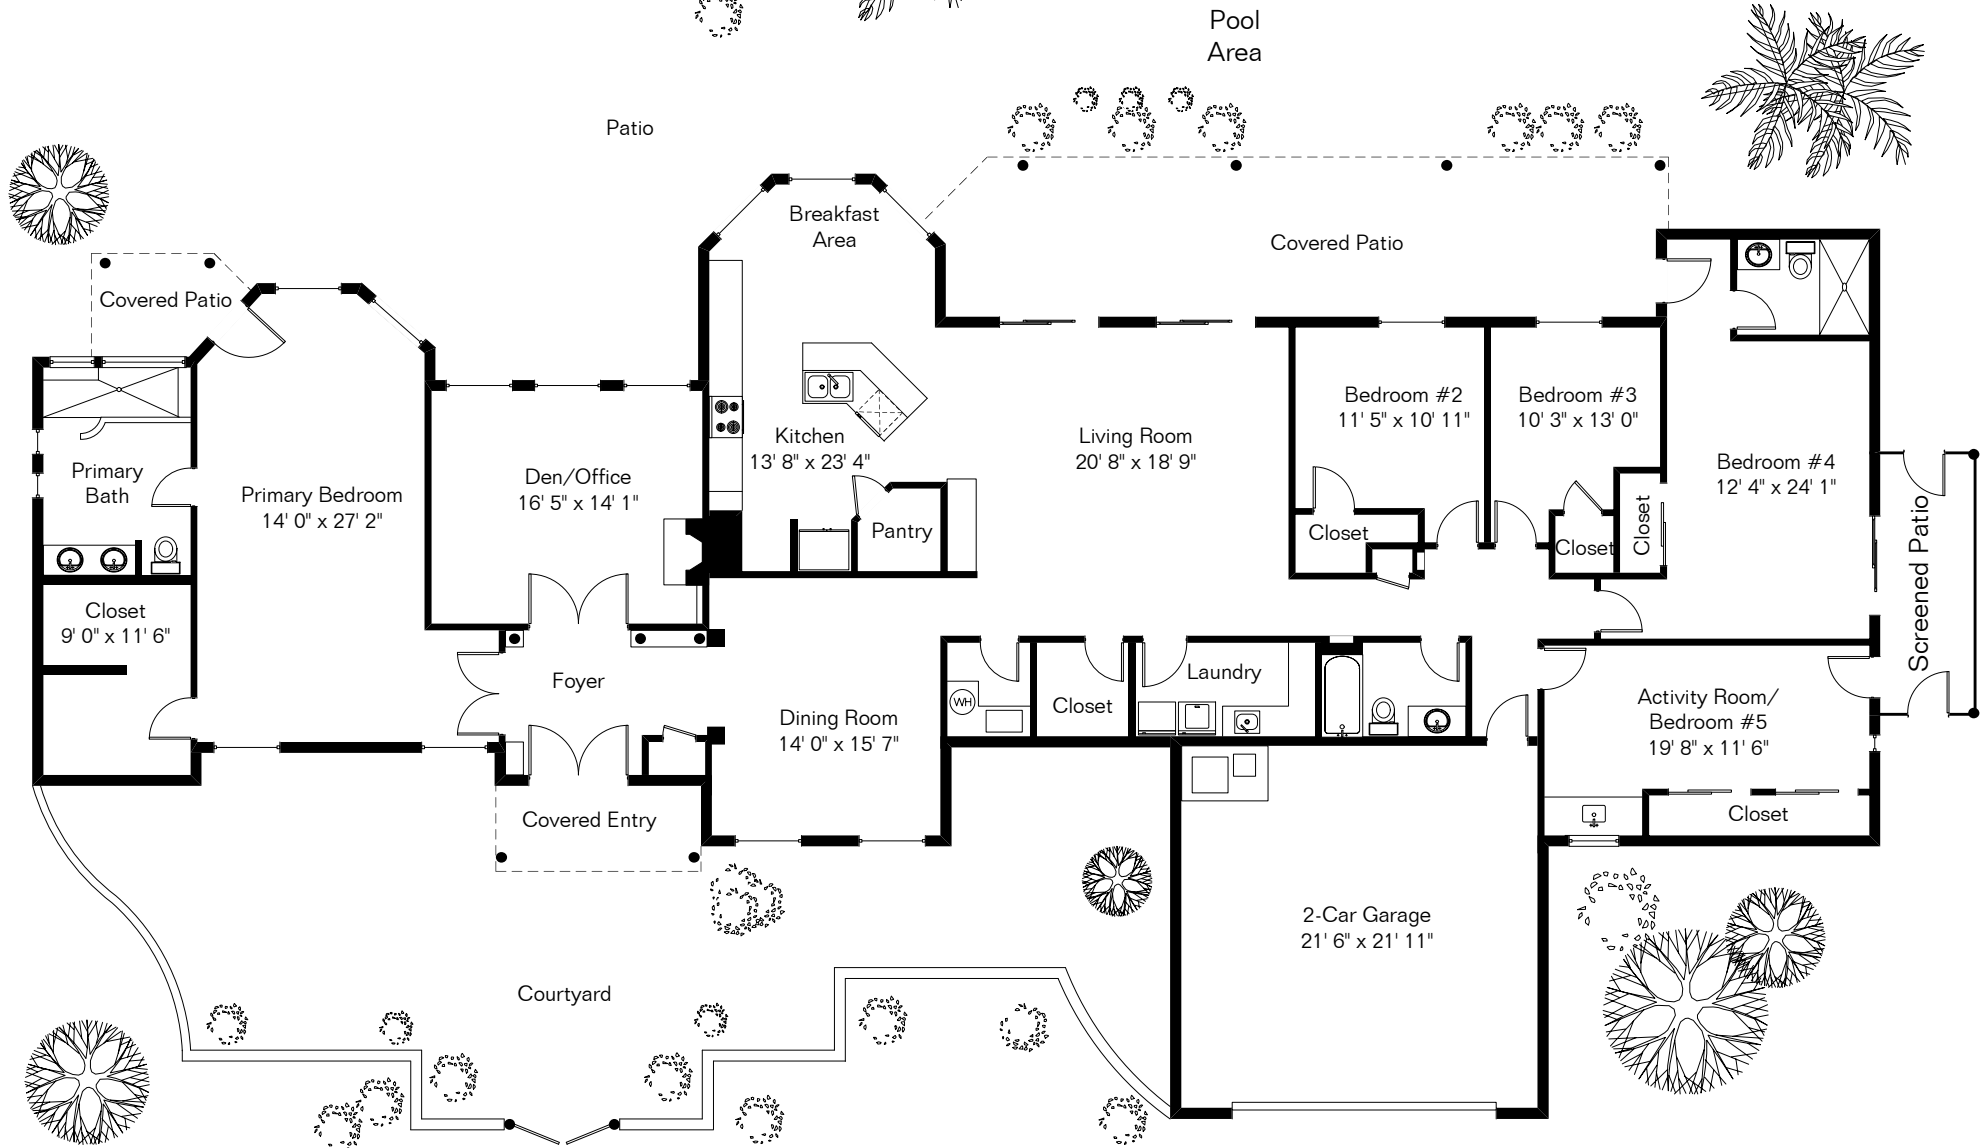 Pool
Area
Patio
Breakfast
Area
Covered Patio
Covered Patio
Bedroom #2
11' 5" x 10' 11"
Bedroom #3
10' 3" x 13' 0"
Kitchen
13' 8" x 23' 4"
Living Room
20' 8" x 18' 9"
Bedroom #4
12' 4" x 24' 1"
Primary
Bath
Den/Office
16' 5" x 14' 1"
Primary Bedroom
14' 0" x 27' 2"
Pantry
Closet
Closet
Closet
Screened Patio
Closet
9' 0" x 11' 6"
Foyer
Laundry
WH
Closet
Dining Room
14' 0" x 15' 7"
Activity Room/
Bedroom #5
19' 8" x 11' 6"
Closet
Covered Entry
2-Car Garage
21' 6" x 21' 11"
Courtyard